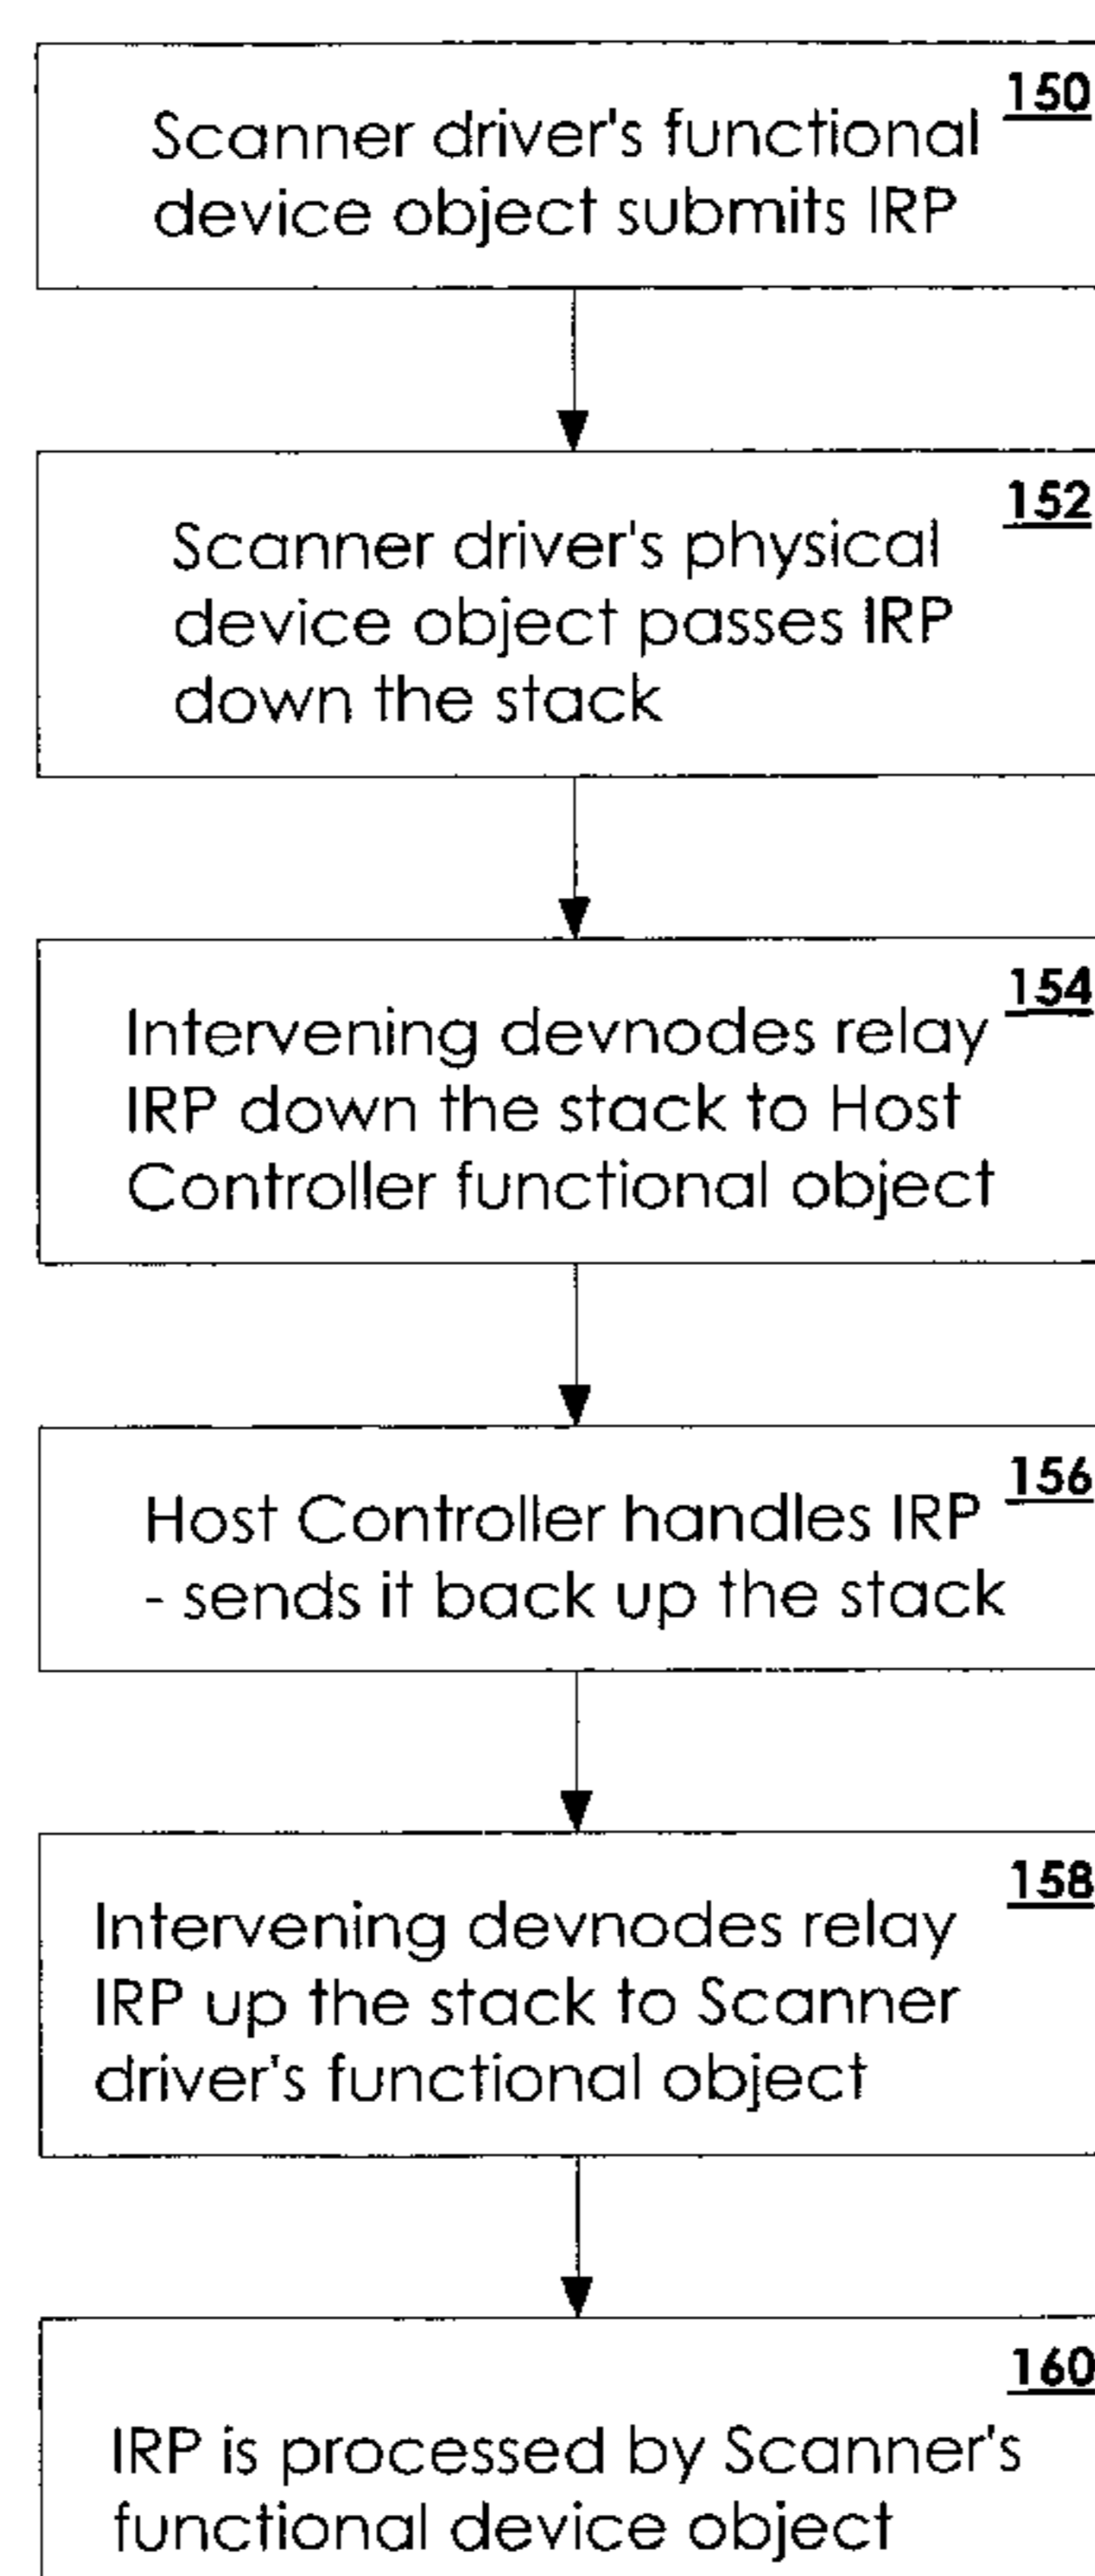 150
Scanner driver's functional
device object submits IRP
152
Scanner driver's physical
device object passes IRP
down the stack
154
Intervening devnodes relay
IRP down the stack to Host
Controller functional object
156
Host Controller handles IRP
- sends it back up the stack
158
Intervening devnodes relay
IRP up the stack to Scanner
driver's functional object
160
IRP is processed by Scanner's
functional device object